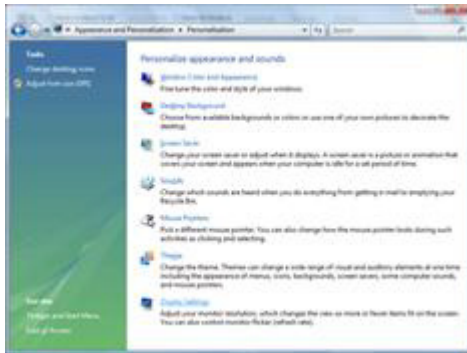 Appearance and Personalization ▸ Personalization
Search
Tasks
Change desktop icons
Adjust font size (DPI)
Personalize appearance and sounds
Window Color and Appearance
Fine tune the color and style of your windows.
Desktop Background
Choose from available backgrounds or colors or use one of your own pictures to decorate the
desktop.
Screen Saver
Change your screen saver or adjust when it displays. A screen saver is a picture or animation that
covers your screen and appears when your computer is idle for a set period of time.
Sounds
Change which sounds are heard when you do everything from getting e-mail to emptying your
Recycle Bin.
Mouse Pointers
Pick a different mouse pointer. You can also change how the mouse pointer looks during such
activities as clicking and selecting.
Theme
Change the theme. Themes can change a wide range of visual and auditory elements at one time
including the appearance of menus, icons, backgrounds, screen savers, some computer sounds,
and mouse pointers.
Display Settings
Adjust your monitor resolution, which changes the view so more or fewer items fit on the screen.
You can also control monitor flicker (refresh rate).
See also
Taskbar and Start Menu
Ease of Access